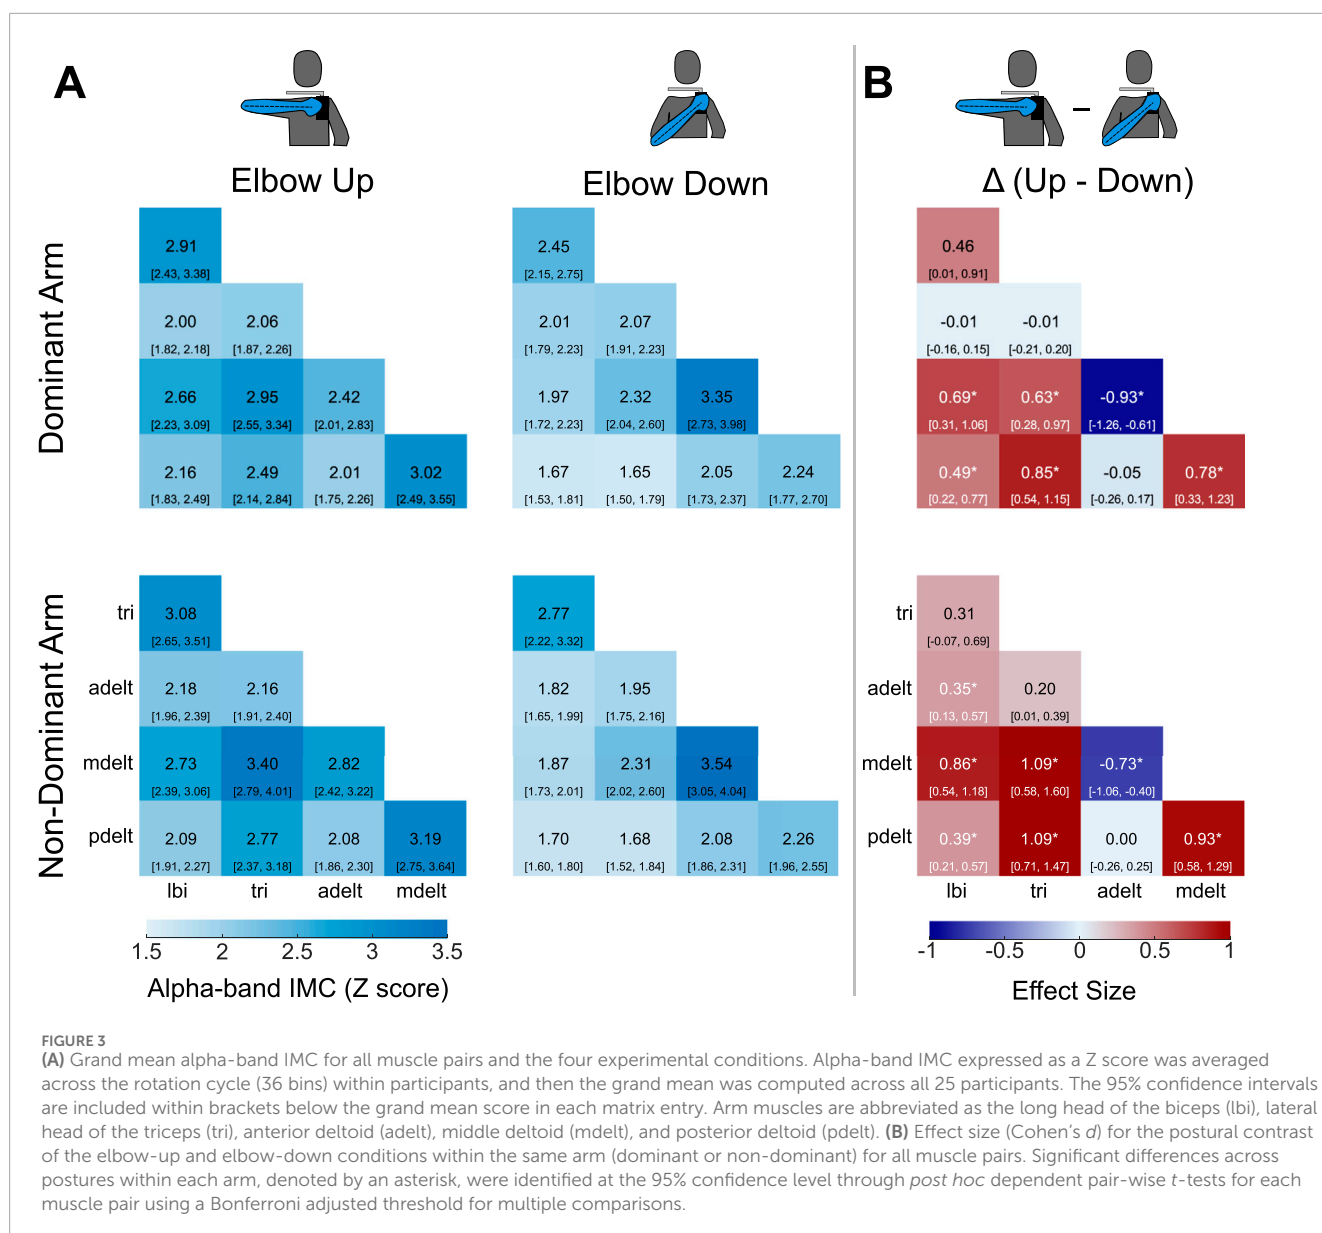 A
B
Elbow Up
Elbow Down
Δ (Up - Down)
Dominant Arm
2.91
[2.43, 3.38]
2.00 2.06
[1.82, 2.18] [1.87, 2.26]
2.66 2.95 2.42
[2.23, 3.09] [2.55, 3.34] [2.01, 2.83]
2.16 2.49 2.01 3.02
[1.83, 2.49] [2.14, 2.84] [1.75, 2.26] [2.49, 3.55]
2.45
[2.15, 2.75]
2.01 2.07
[1.79, 2.23] [1.91, 2.23]
1.97 2.32 3.35
[1.72, 2.23] [2.04, 2.60] [2.73, 3.98]
1.67 1.65 2.05 2.24
[1.53, 1.81] [1.50, 1.79] [1.73, 2.37] [1.77, 2.70]
0.46
[0.01, 0.91]
-0.01 -0.01
[-0.16, 0.15] [-0.21, 0.20]
0.69* 0.63* -0.93*
[0.31, 1.06] [0.28, 0.97] [-1.26, -0.61]
0.49* 0.85* -0.05 0.78*
[0.22, 0.77] [0.54, 1.15] [-0.26, 0.17] [0.33, 1.23]
Non-Dominant Arm
tri 3.08
[2.65, 3.51]
adelt 2.18 2.16
[1.96, 2.39] [1.91, 2.40]
mdelt 2.73 3.40 2.82
[2.39, 3.06] [2.79, 4.01] [2.42, 3.22]
pdelt 2.09 2.77 2.08 3.19
[1.91, 2.27] [2.37, 3.18] [1.86, 2.30] [2.75, 3.64]
lbi tri adelt mdelt
2.77
[2.22, 3.32]
1.82 1.95
[1.65, 1.99] [1.75, 2.16]
1.87 2.31 3.54
[1.73, 2.01] [2.02, 2.60] [3.05, 4.04]
1.70 1.68 2.08 2.26
[1.60, 1.80] [1.52, 1.84] [1.86, 2.31] [1.96, 2.55]
tri 0.31
[-0.07, 0.69]
adelt 0.35* 0.20
[0.13, 0.57] [0.01, 0.39]
mdelt 0.86* 1.09* -0.73*
[0.54, 1.18] [0.58, 1.60] [-1.06, -0.40]
pdelt 0.39* 1.09* 0.00 0.93*
[0.21, 0.57] [0.71, 1.47] [-0.26, 0.25] [0.58, 1.29]
lbi tri adelt mdelt
1.5 2 2.5 3 3.5
Alpha-band IMC (Z score)
-1 -0.5 0 0.5 1
Effect Size
FIGURE 3
(A) Grand mean alpha-band IMC for all muscle pairs and the four experimental conditions. Alpha-band IMC expressed as a Z score was averaged
across the rotation cycle (36 bins) within participants, and then the grand mean was computed across all 25 participants. The 95% confidence intervals
are included within brackets below the grand mean score in each matrix entry. Arm muscles are abbreviated as the long head of the biceps (lbi), lateral
head of the triceps (tri), anterior deltoid (adelt), middle deltoid (mdelt), and posterior deltoid (pdelt). (B) Effect size (Cohen's d) for the postural contrast
of the elbow-up and elbow-down conditions within the same arm (dominant or non-dominant) for all muscle pairs. Significant differences across
postures within each arm, denoted by an asterisk, were identified at the 95% confidence level through post hoc dependent pair-wise t-tests for each
muscle pair using a Bonferroni adjusted threshold for multiple comparisons.